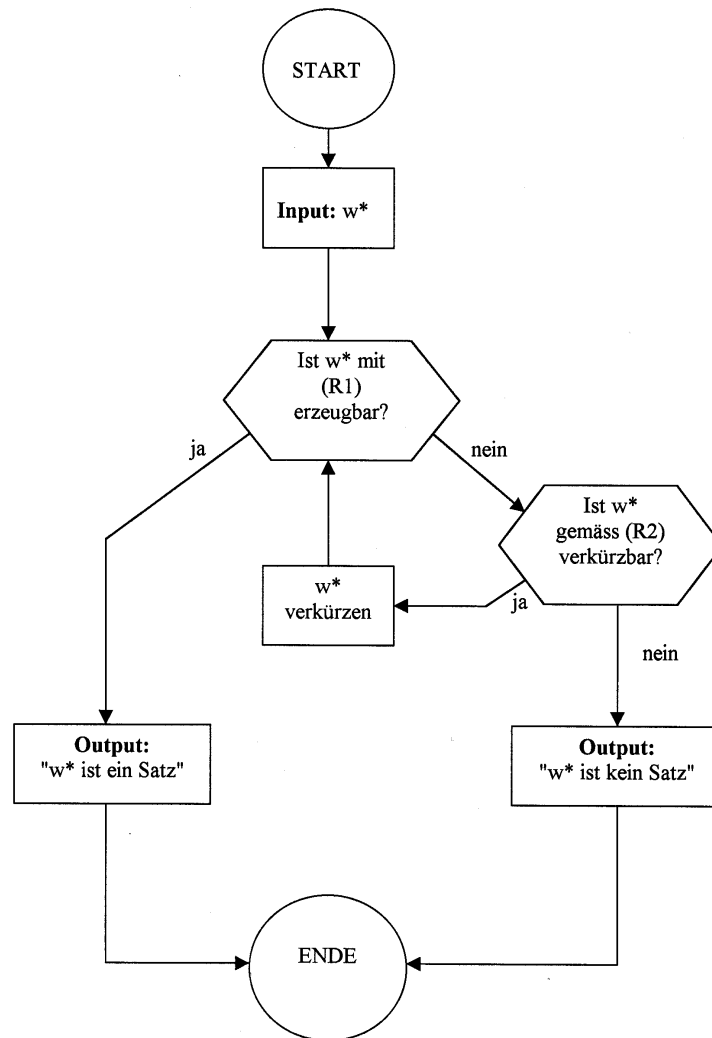 START
Input: w*
Ist w* mit
(R1)
erzeugbar?
ja
nein
Ist w*
gemäss (R2)
verkürzbar?
w*
verkürzen
ja
nein
Output:
"w* ist ein Satz"
Output:
"w* ist kein Satz"
ENDE